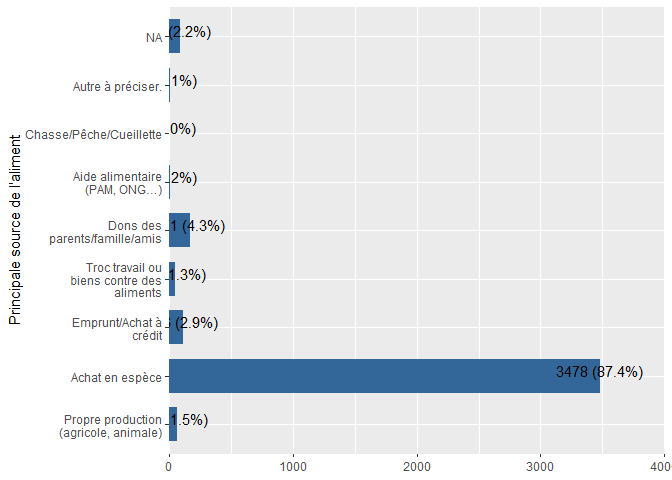 Principale source de l'aliment
NA
(2.2%)
Autre à préciser.
1%)
Chasse/Pêche/Cueillette
0%)
Aide alimentaire
(PAM, ONG…)
2%)
Dons des
parents/famille/amis
1 (4.3%)
Troc travail ou
biens contre des
aliments
1.3%)
Emprunt/Achat à
crédit
(2.9%)
Achat en espèce
3478 (87.4%)
Propre production
(agricole, animale)
1.5%)
0 1000 2000 3000 400